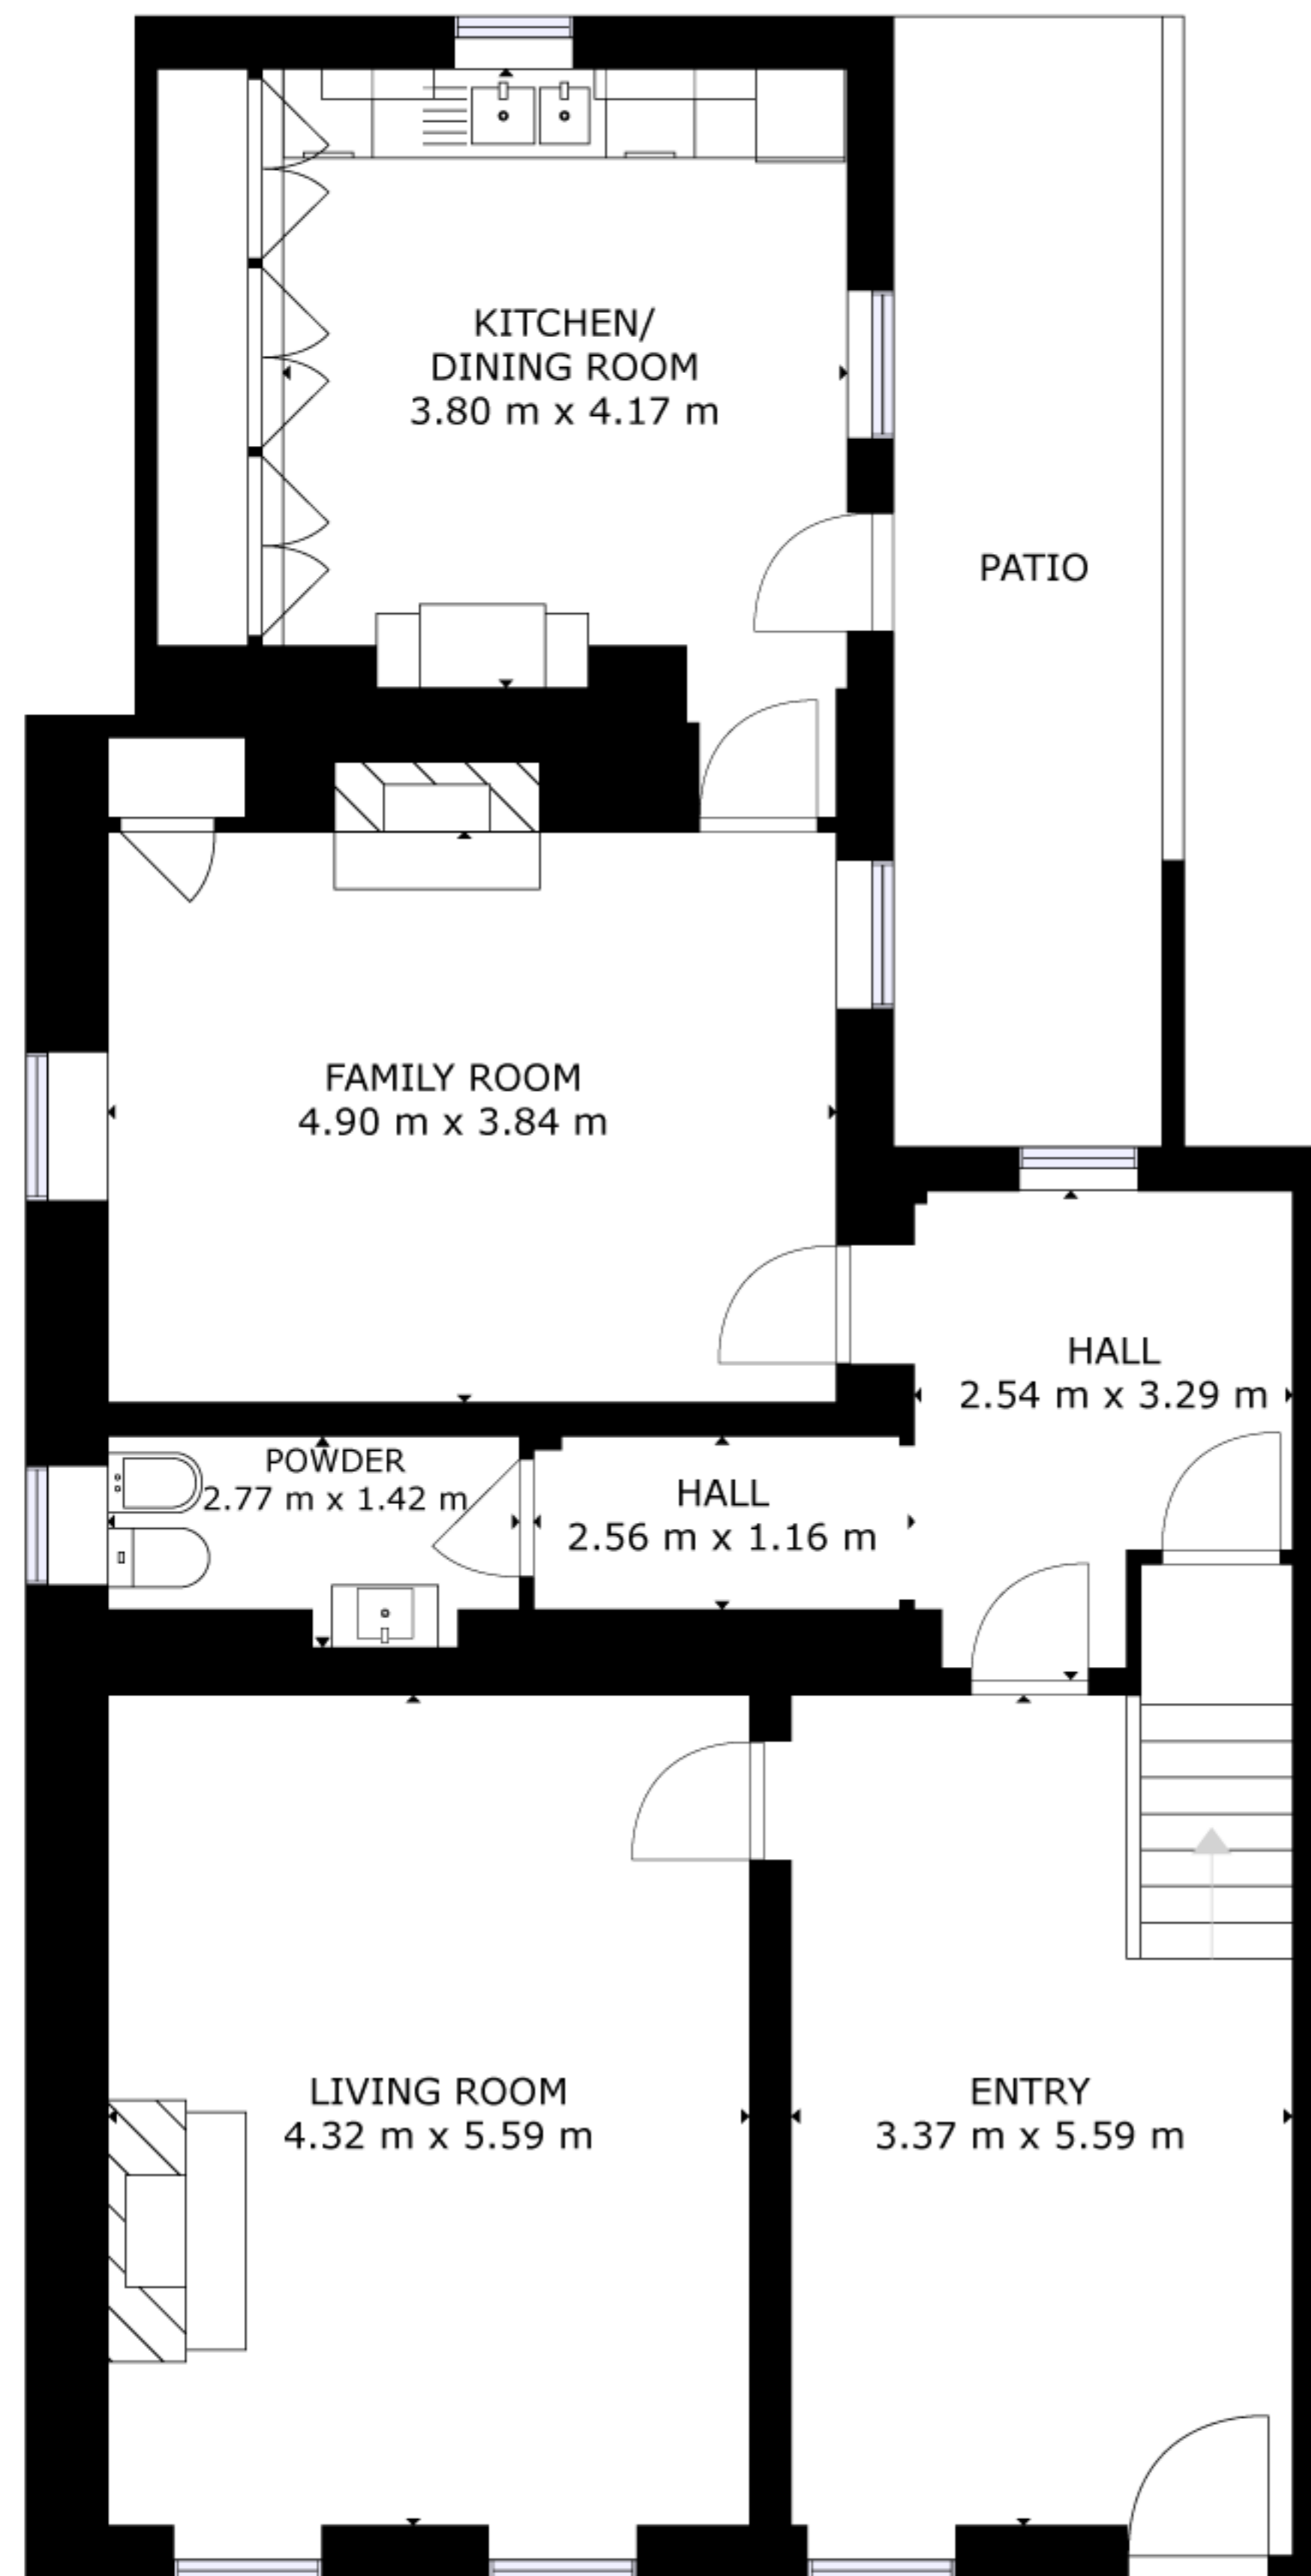 KITCHEN/
DINING ROOM
3.80 m x 4.17 m
PATIO
FAMILY ROOM
4.90 m x 3.84 m
HALL
2.54 m x 3.29 m
POWDER
2.77 m x 1.42 m
HALL
2.56 m x 1.16 m
LIVING ROOM
4.32 m x 5.59 m
ENTRY
3.37 m x 5.59 m